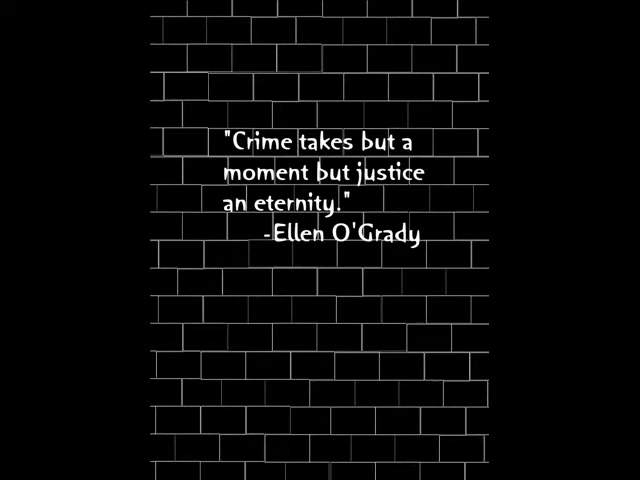 "Crime takes but a
moment but justice
an eternity."
-Ellen O'Grady